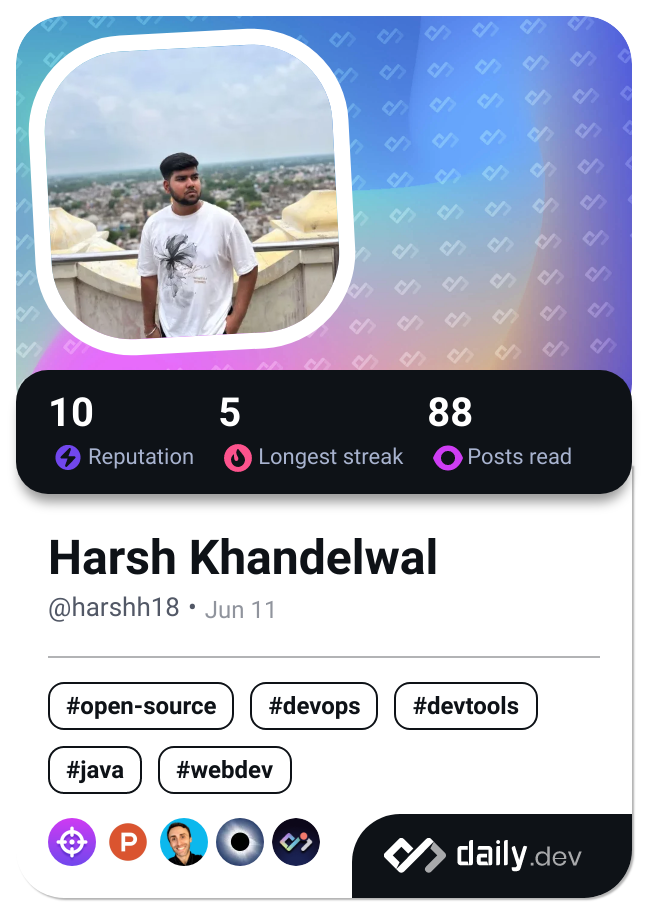 10 5 88
Reputation Longest streak Posts read
Harsh Khandelwal
@harshh18 • Jun 11
#open-source #devops #devtools
#java #webdev
P
daily.dev